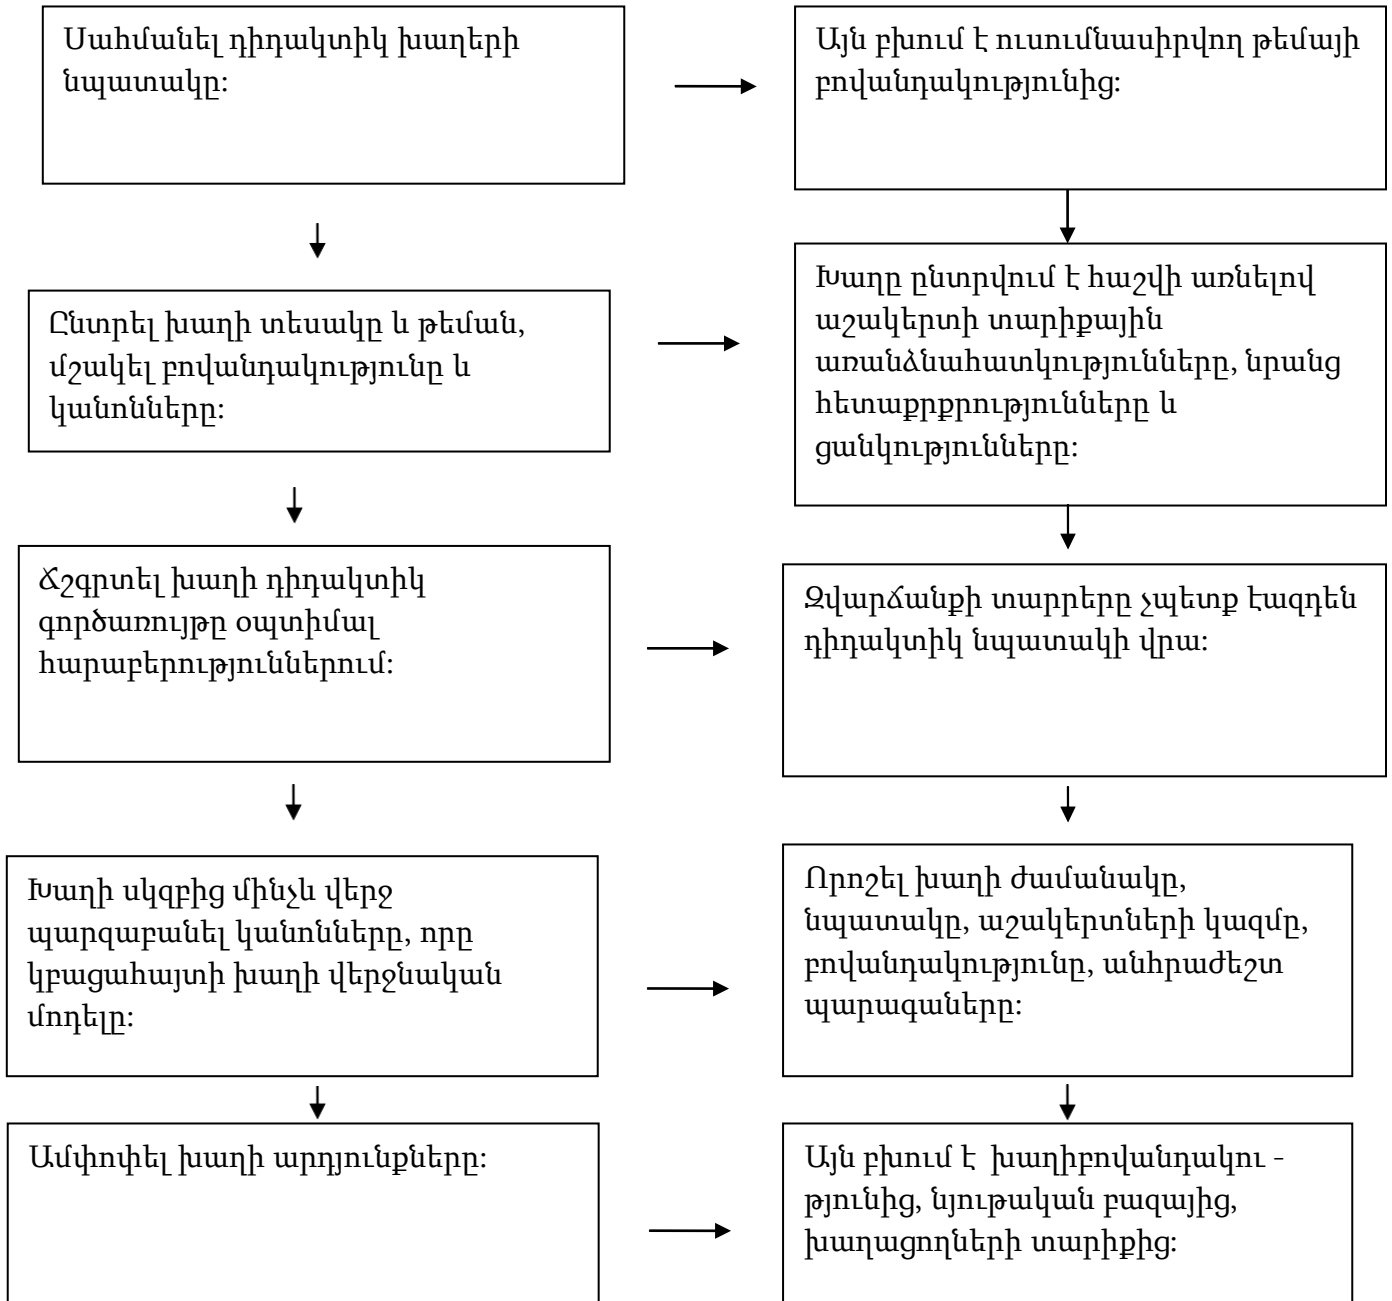 Սահմանել դիդակտիկ խաղերի
նպատակը:
Այն բխում է ուսումնասիրվող թեմայի
բովանդակությունից:
Ընտրել խաղի տեսակը և թեման,
մշակել բովանդակությունը և
կանոնները:
Խաղը ընտրվում է հաշվի առնելով
աշակերտի տարիքային
առանձնահատկությունները, նրանց
հետաքրքրությունները և
ցանկությունները:
Ճշգրտել խաղի դիդակտիկ
գործառույթը օպտիմալ
հարաբերություններում:
Զվարճանքի տարրերը չպետք էազդեն
դիդակտիկ նպատակի վրա:
Խաղի սկզբից մինչև վերջ
պարզաբանել կանոնները, որը
կբացահայտի խաղի վերջնական
մոդելը:
Որոշել խաղի ժամանակը,
նպատակը, աշակերտների կազմը,
բովանդակությունը, անհրաժեշտ
պարագաները:
Ամփոփել խաղի արդյունքները:
Այն բխում է խաղիբովանդակու -
թյունից, նյութական բազայից,
խաղացողների տարիքից: